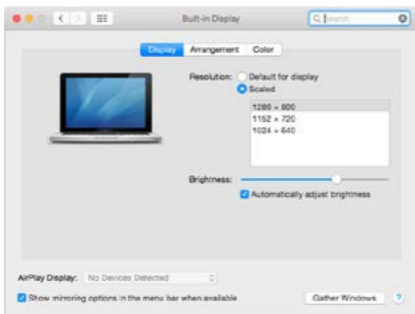 Built-in Display
Search
Display Arrangement Color
Resolution: Default for display
Scaled
1280 × 800
1152 × 720
1024 × 640
Brightness:
Automatically adjust brightness
AirPlay Display: No Devices Detected
Show mirroring options in the menu bar when available
Gather Windows ?